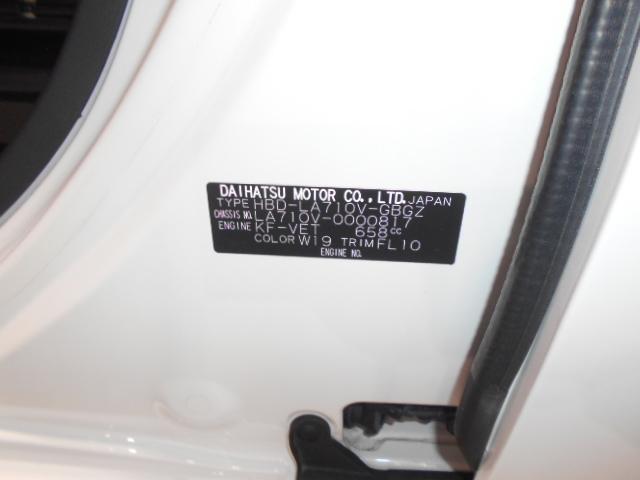 DAIHATSU MOTOR CO., LTD. JAPAN
TYPE HBD-LA710V-GBGZ
CHASSIS NO. LA710V-0000817
ENGINE KF-VET 658cc
COLOR W19 TRIM FL10
ENGINE NO.